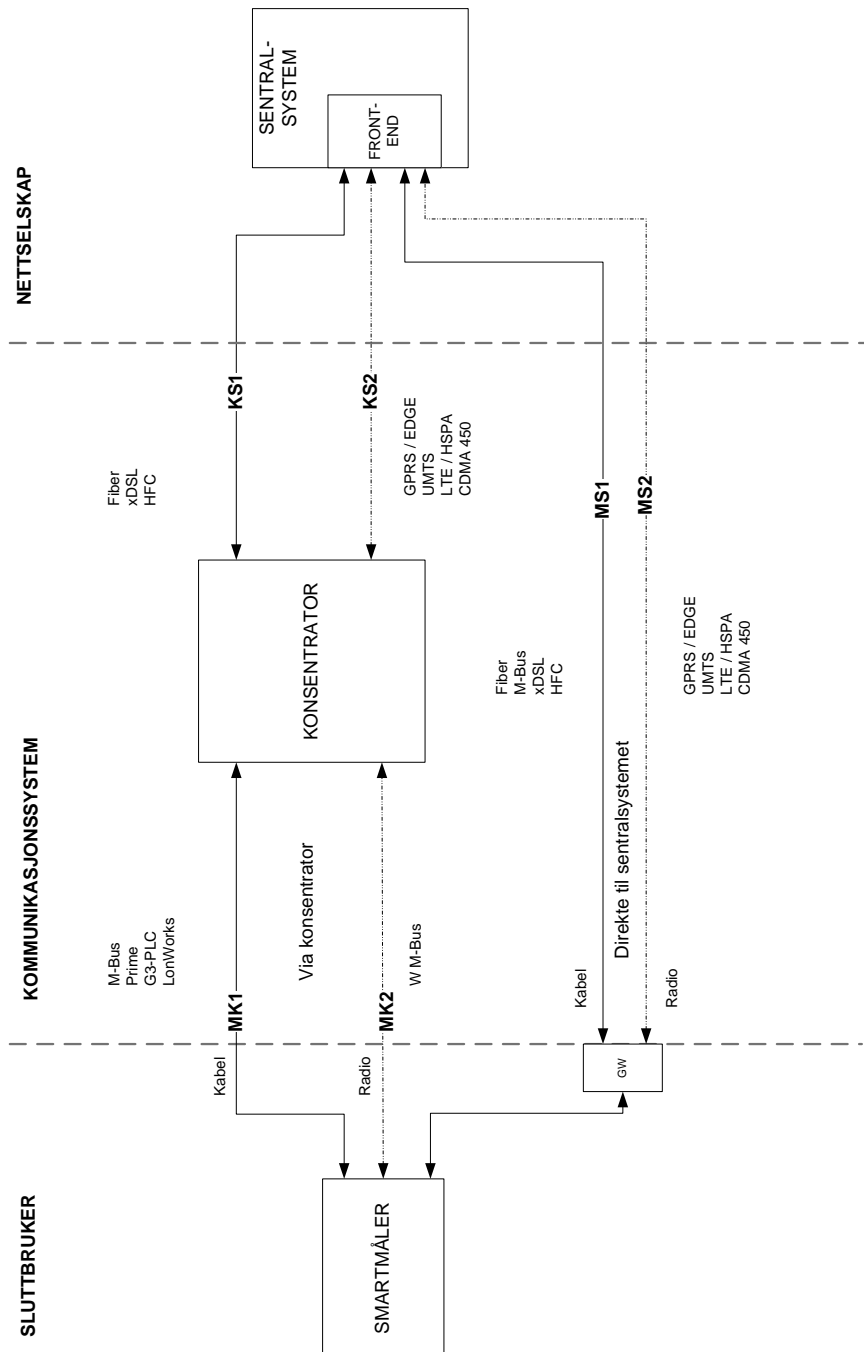 SLUTTBRUKER
KOMMUNIKASJONSSYSTEM
NETTSELSKAP
SENTRAL-
SYSTEM
FRONT-
END
M-Bus
Prime
G3-PLC
LonWorks
Fiber
xDSL
HFC
Kabel
MK1
KS1
Via konsentrator
KONSENTRATOR
Radio
MK2
KS2
W M-Bus
GPRS / EDGE
UMTS
LTE / HSPA
CDMA 450
SMARTMÅLER
Fiber
M-Bus
xDSL
HFC
Kabel
MS1
GW
Direkte til sentralsystemet
MS2
Radio
GPRS / EDGE
UMTS
LTE / HSPA
CDMA 450